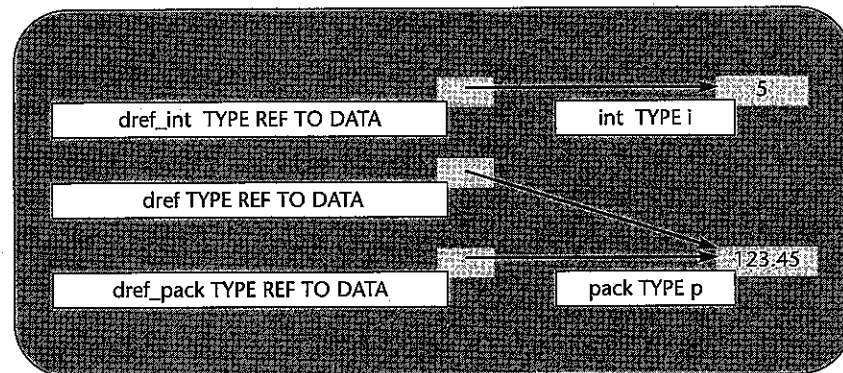 5
dref_int TYPE REF TO DATA
int TYPE i
dref TYPE REF TO DATA
123.45
dref_pack TYPE REF TO DATA
pack TYPE p